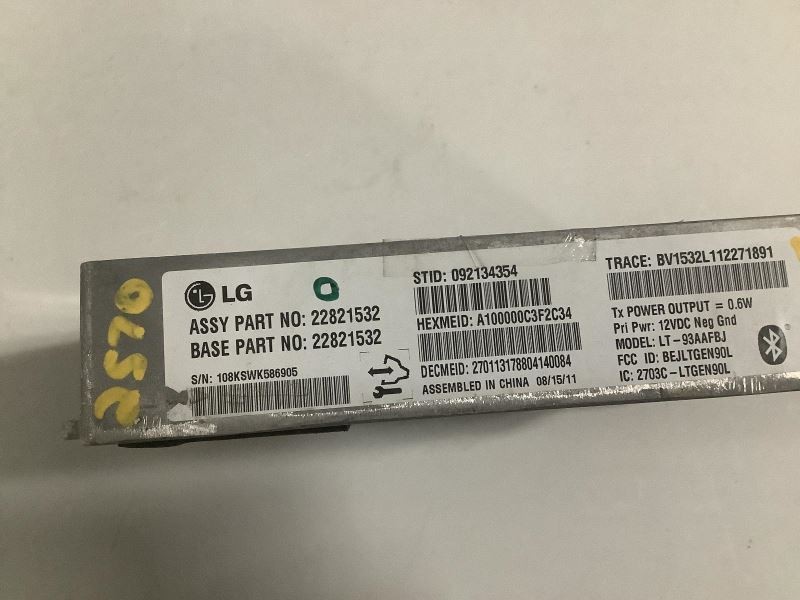 LG
O
ASSY PART NO: 22821532
BASE PART NO: 22821532
S/N: 108KSWK586905
STID: 092134354
HEXMEID: A100000C3F2C34
DECMEID: 270113178804140084
ASSEMBLED IN CHINA 08/15/11
TRACE: BV1532L112271891
Tx POWER OUTPUT = 0.6W
Pri Pwr: 12VDC Neg Gnd
MODEL: LT-93AAFBJ
FCC ID: BEJLTGEN90L
IC: 2703C-LTGEN90L